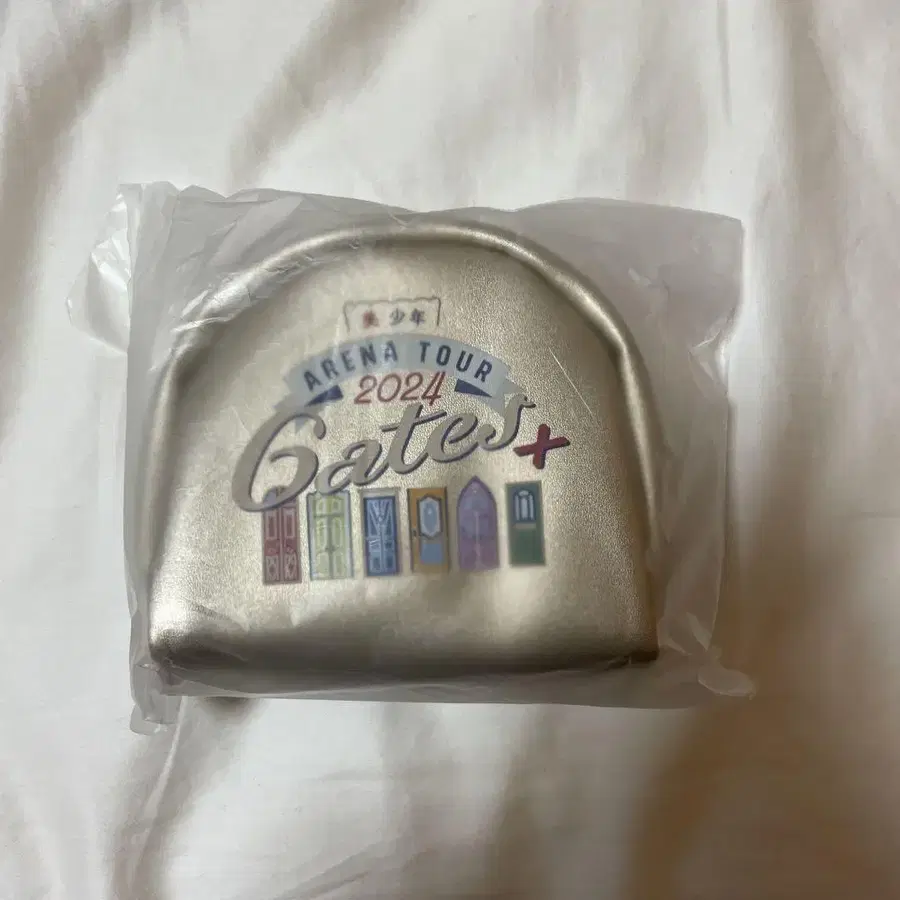 美 少年
ARENA TOUR
2024
Gates+